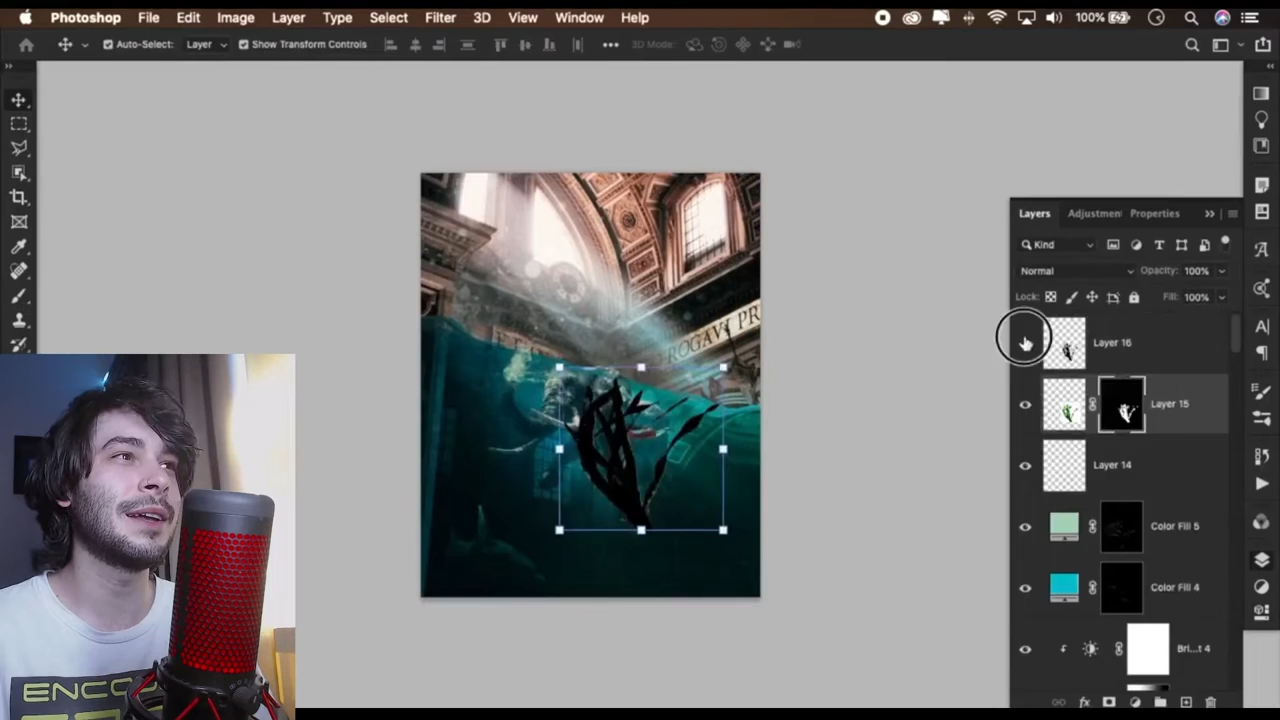 Photoshop File Edit Image Layer Type Select Filter 3D View Window Help 100%
Auto-Select: Layer Show Transform Controls 3D Mode:
Layers Adjustmen Properties
Kind
Normal Opacity: 100%
Lock: Fill: 100%
Layer 16
ROGAVI PR
Layer 15
Layer 14
Color Fill 5
Color Fill 4
Bri...t 4
ENCO